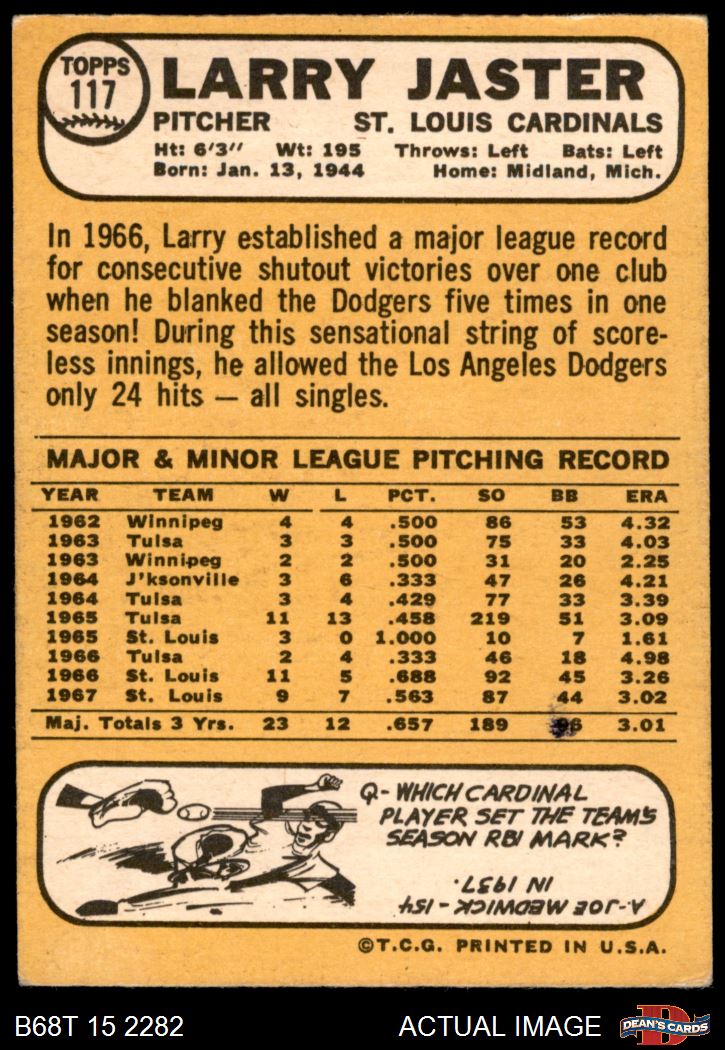 TOPPS
117
LARRY JASTER
PITCHER ST. LOUIS CARDINALS
Ht: 6'3" Wt: 195 Throws: Left Bats: Left
Born: Jan. 13, 1944 Home: Midland, Mich.
In 1966, Larry established a major league record
for consecutive shutout victories over one club
when he blanked the Dodgers five times in one
season! During this sensational string of score-
less innings, he allowed the Los Angeles Dodgers
only 24 hits — all singles.
MAJOR & MINOR LEAGUE PITCHING RECORD
YEAR TEAM W L PCT. SO BB ERA
1962 Winnipeg 4 4 .500 86 53 4.32
1963 Tulsa 3 3 .500 75 33 4.03
1963 Winnipeg 2 2 .500 31 20 2.25
1964 J'ksonville 3 6 .333 47 26 4.21
1964 Tulsa 3 4 .429 77 33 3.39
1965 Tulsa 11 13 .458 219 51 3.09
1965 St. Louis 3 0 1.000 10 7 1.61
1966 Tulsa 2 4 .333 46 18 4.98
1966 St. Louis 11 5 .688 92 45 3.26
1967 St. Louis 9 7 .563 87 44 3.02
Maj. Totals 3 Yrs. 23 12 .657 189 96 3.01
Q- WHICH CARDINAL
PLAYER SET THE TEAM'S
SEASON RBI MARK?
A- JOE MEDWICK - 154
IN 1937.
©T.C.G. PRINTED IN U.S.A.
B68T 15 2282 ACTUAL IMAGE DEAN'S CARDS